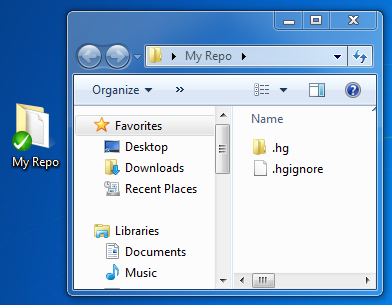 My Repo
My Repo
Organize
»
Favorites
Desktop
Downloads
Recent Places
Libraries
Documents
Music
Name
.hg
.hgignore